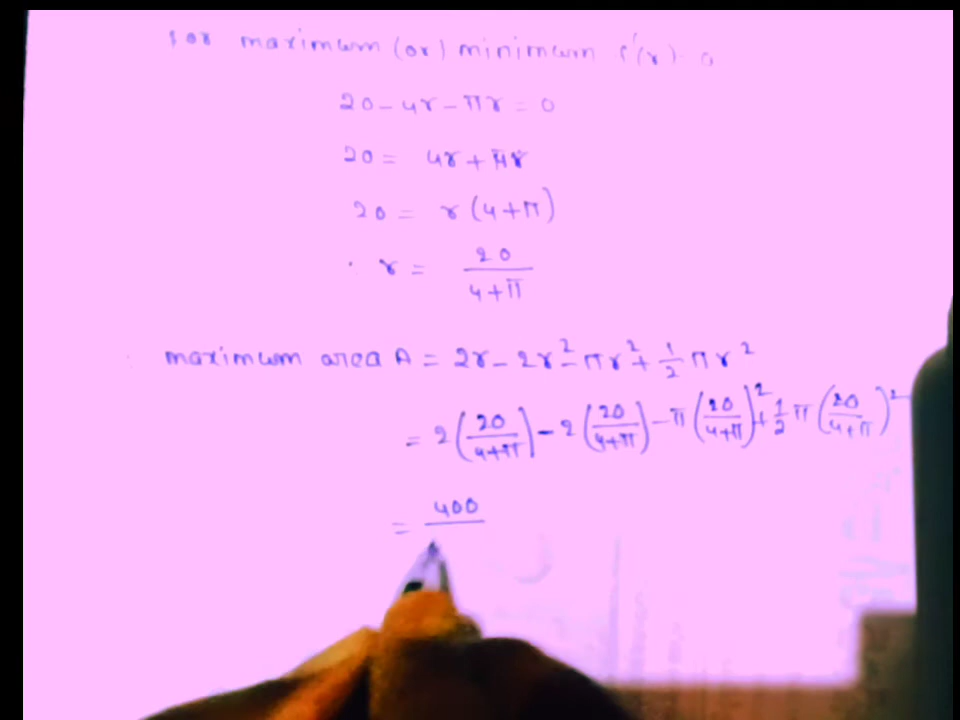 for maximum (or) minimum f'(r) = 0
20 - 4r - πr = 0
20 = 4r + πr
20 = r (4+π)
r = 20/(4+π)
maximum area A = 2r - 2r² - πr² + 1/2 πr²
= 2 (20/(4+π)) - 2 (20/(4+π)) - π (20/(4+π))² + 1/2 π (20/(4+π))²
= 400